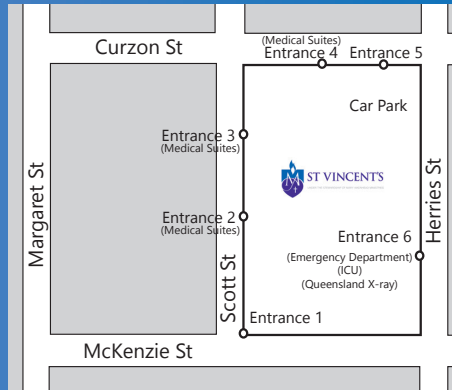 (Medical Suites)
Curzon St
Entrance 4
Entrance 5
Car Park
Entrance 3
(Medical Suites)
Margaret St
ST VINCENT'S
Herries St
Entrance 2
(Medical Suites)
Entrance 6
(Emergency Department)
(ICU)
(Queensland X-ray)
Scott St
Entrance 1
McKenzie St